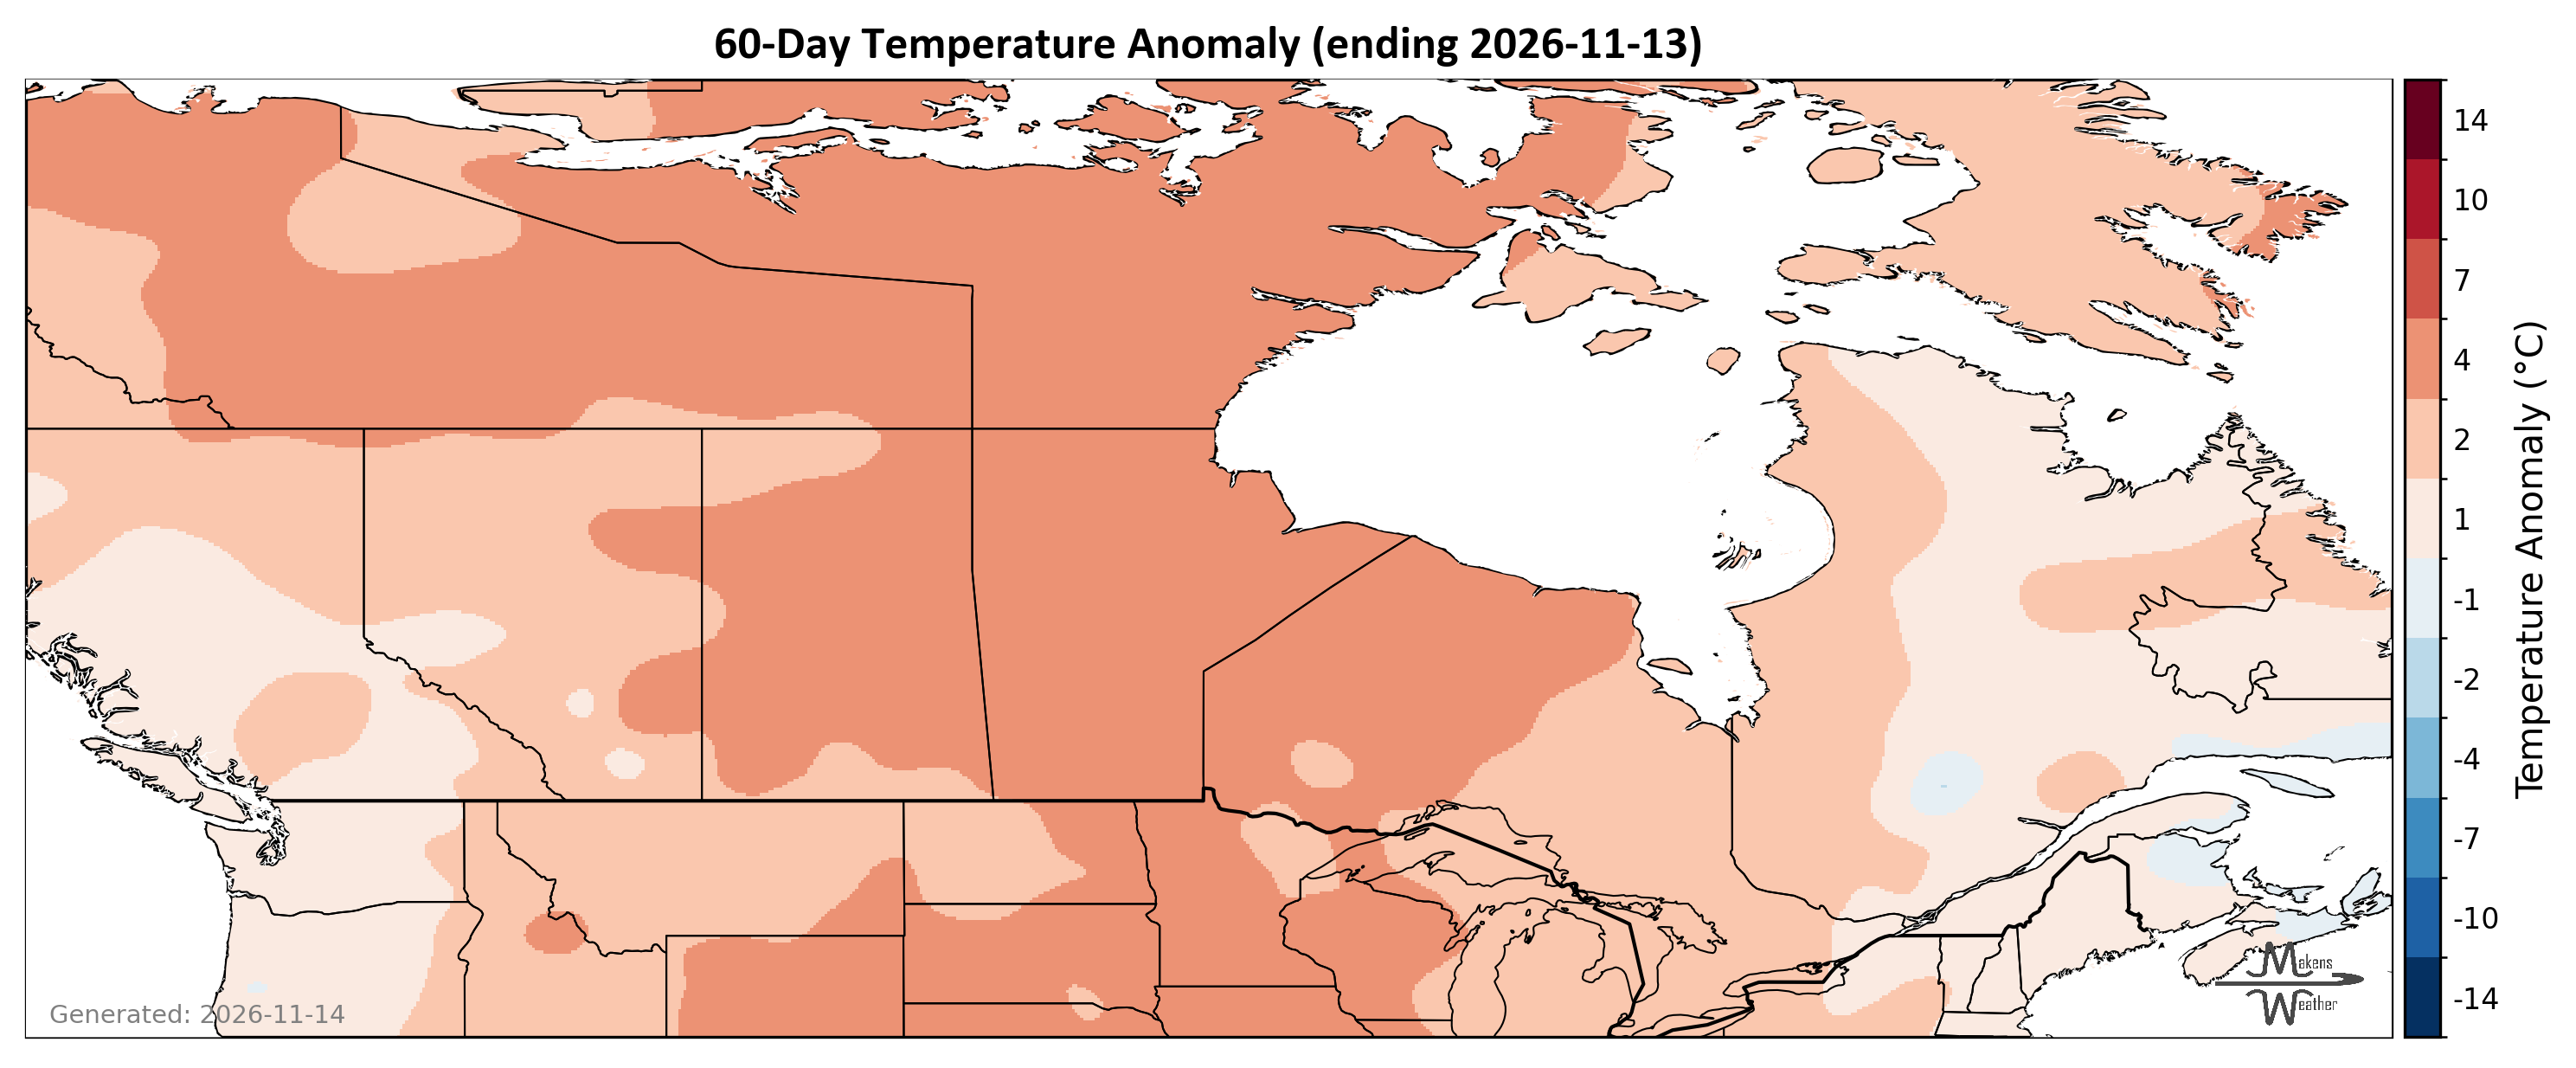 60-Day Temperature Anomaly (ending 2026-11-13)
14
10
7
4
2
1
-1
-2
-4
-7
-10
-14
Temperature Anomaly (°C)
Generated: 2026-11-14
Makens
Weather